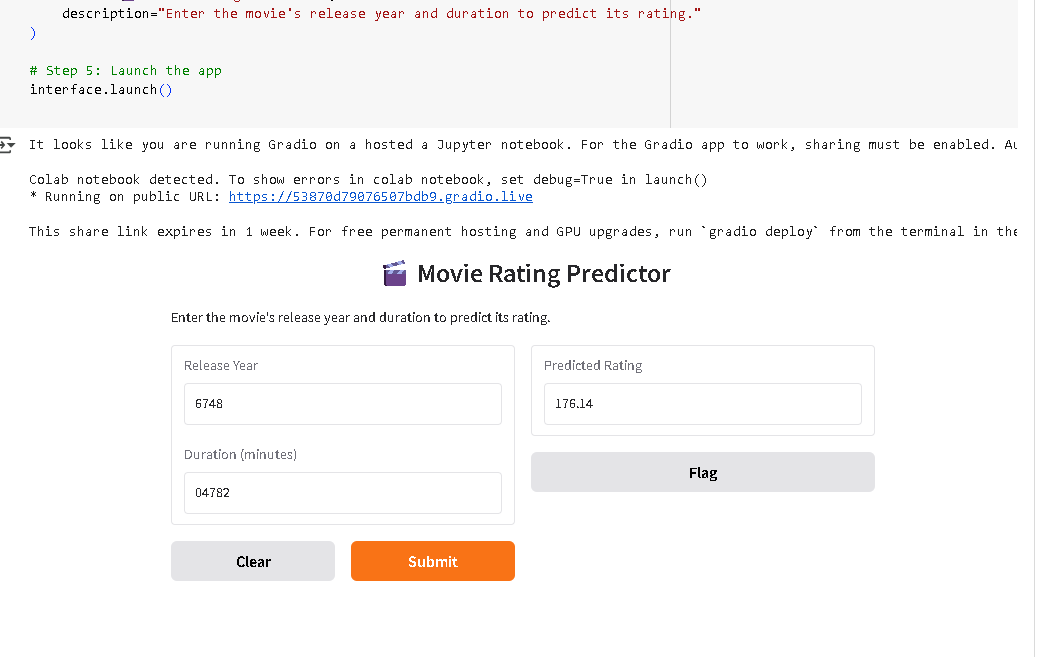 description="Enter the movie's release year and duration to predict its rating."
)
# Step 5: Launch the app
interface.launch()
It looks like you are running Gradio on a hosted a Jupyter notebook. For the Gradio app to work, sharing must be enabled.
Colab notebook detected. To show errors in colab notebook, set debug=True in launch()
* Running on public URL: https://53870d79076507bdb9.gradio.live
This share link expires in 1 week. For free permanent hosting and GPU upgrades, run `gradio deploy` from the terminal in the
🎬 Movie Rating Predictor
Enter the movie's release year and duration to predict its rating.
Release Year
6748
Duration (minutes)
04782
Clear
Submit
Predicted Rating
176.14
Flag